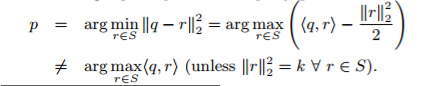 p = arg min_{r∈S} ‖q − r‖₂² = arg max_{r∈S} (⟨q, r⟩ − ‖r‖₂² / 2)
≠ arg max_{r∈S} ⟨q, r⟩ (unless ‖r‖₂² = k ∀ r ∈ S).